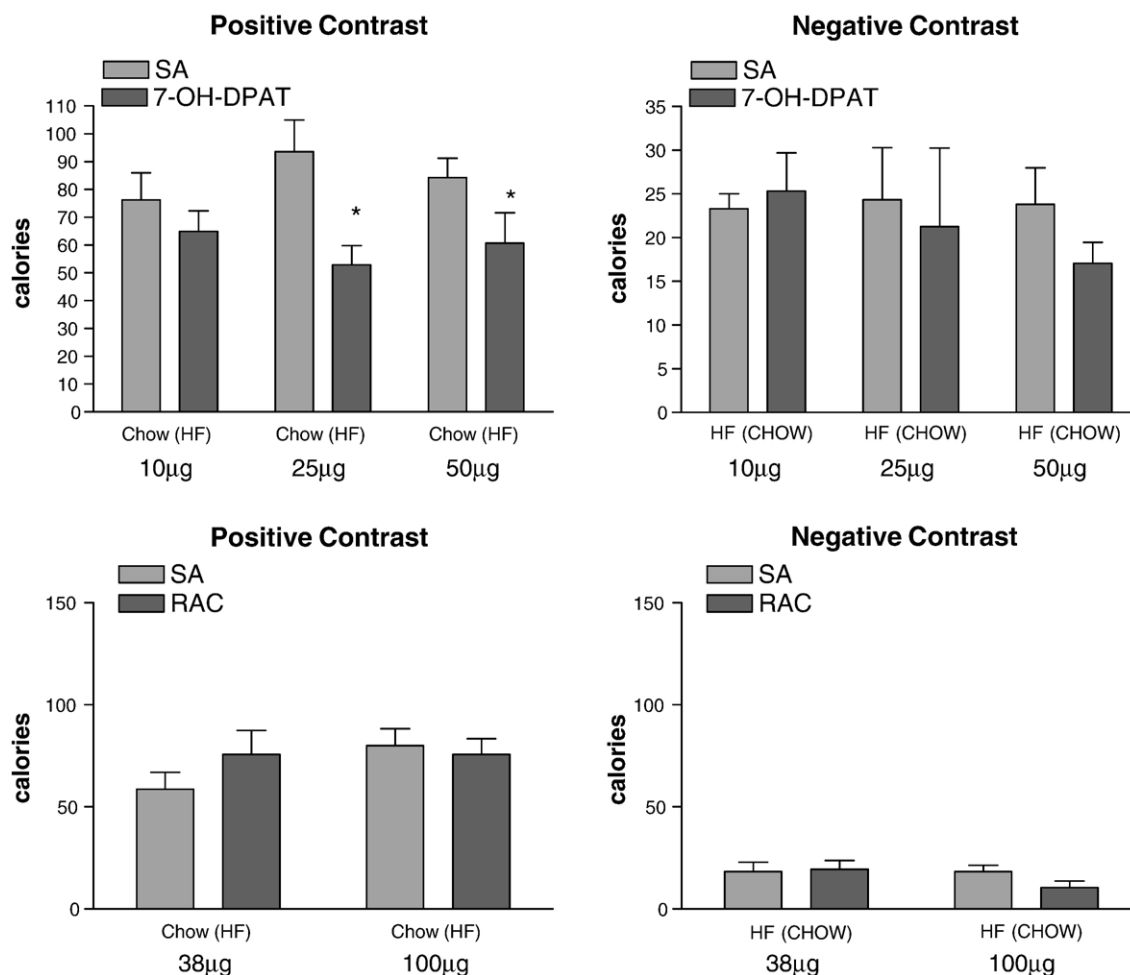 Positive Contrast
SA
7-OH-DPAT
110
100
90
80
70
60
50
40
30
20
10
0
calories
*
*
Chow (HF) Chow (HF) Chow (HF)
10µg 25µg 50µg
Negative Contrast
SA
7-OH-DPAT
35
30
25
20
15
10
5
0
calories
HF (CHOW) HF (CHOW) HF (CHOW)
10µg 25µg 50µg
Positive Contrast
SA
RAC
150
100
50
0
calories
Chow (HF) Chow (HF)
38µg 100µg
Negative Contrast
SA
RAC
150
100
50
0
calories
HF (CHOW) HF (CHOW)
38µg 100µg